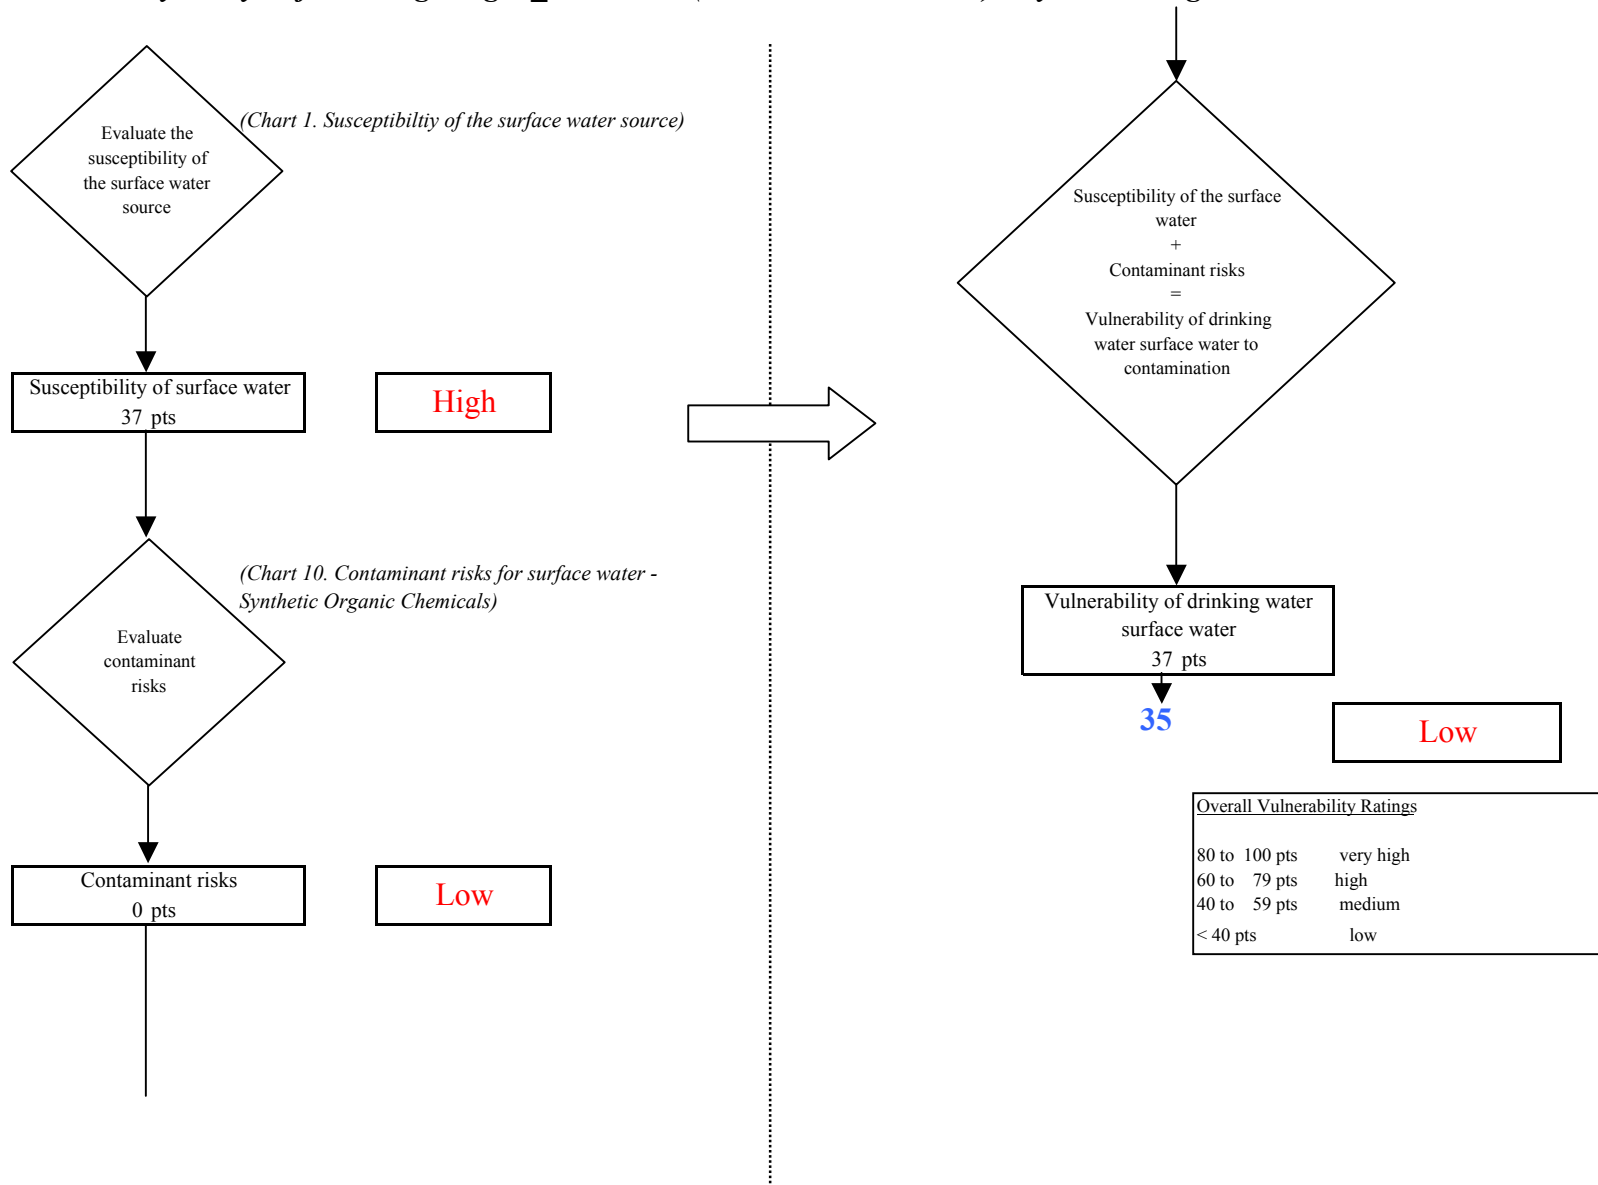 Evaluate the
susceptibility of
the surface water
source
(Chart 1. Susceptibiltiy of the surface water source)
Susceptibility of surface water
37 pts
High
(Chart 10. Contaminant risks for surface water -
Synthetic Organic Chemicals)
Evaluate
contaminant
risks
Contaminant risks
0 pts
Low
Susceptibility of the surface
water
+
Contaminant risks
=
Vulnerability of drinking
water surface water to
contamination
Vulnerability of drinking water
surface water
37 pts
35
Low
Overall Vulnerability Ratings
80 to 100 pts very high
60 to 79 pts high
40 to 59 pts medium
< 40 pts low